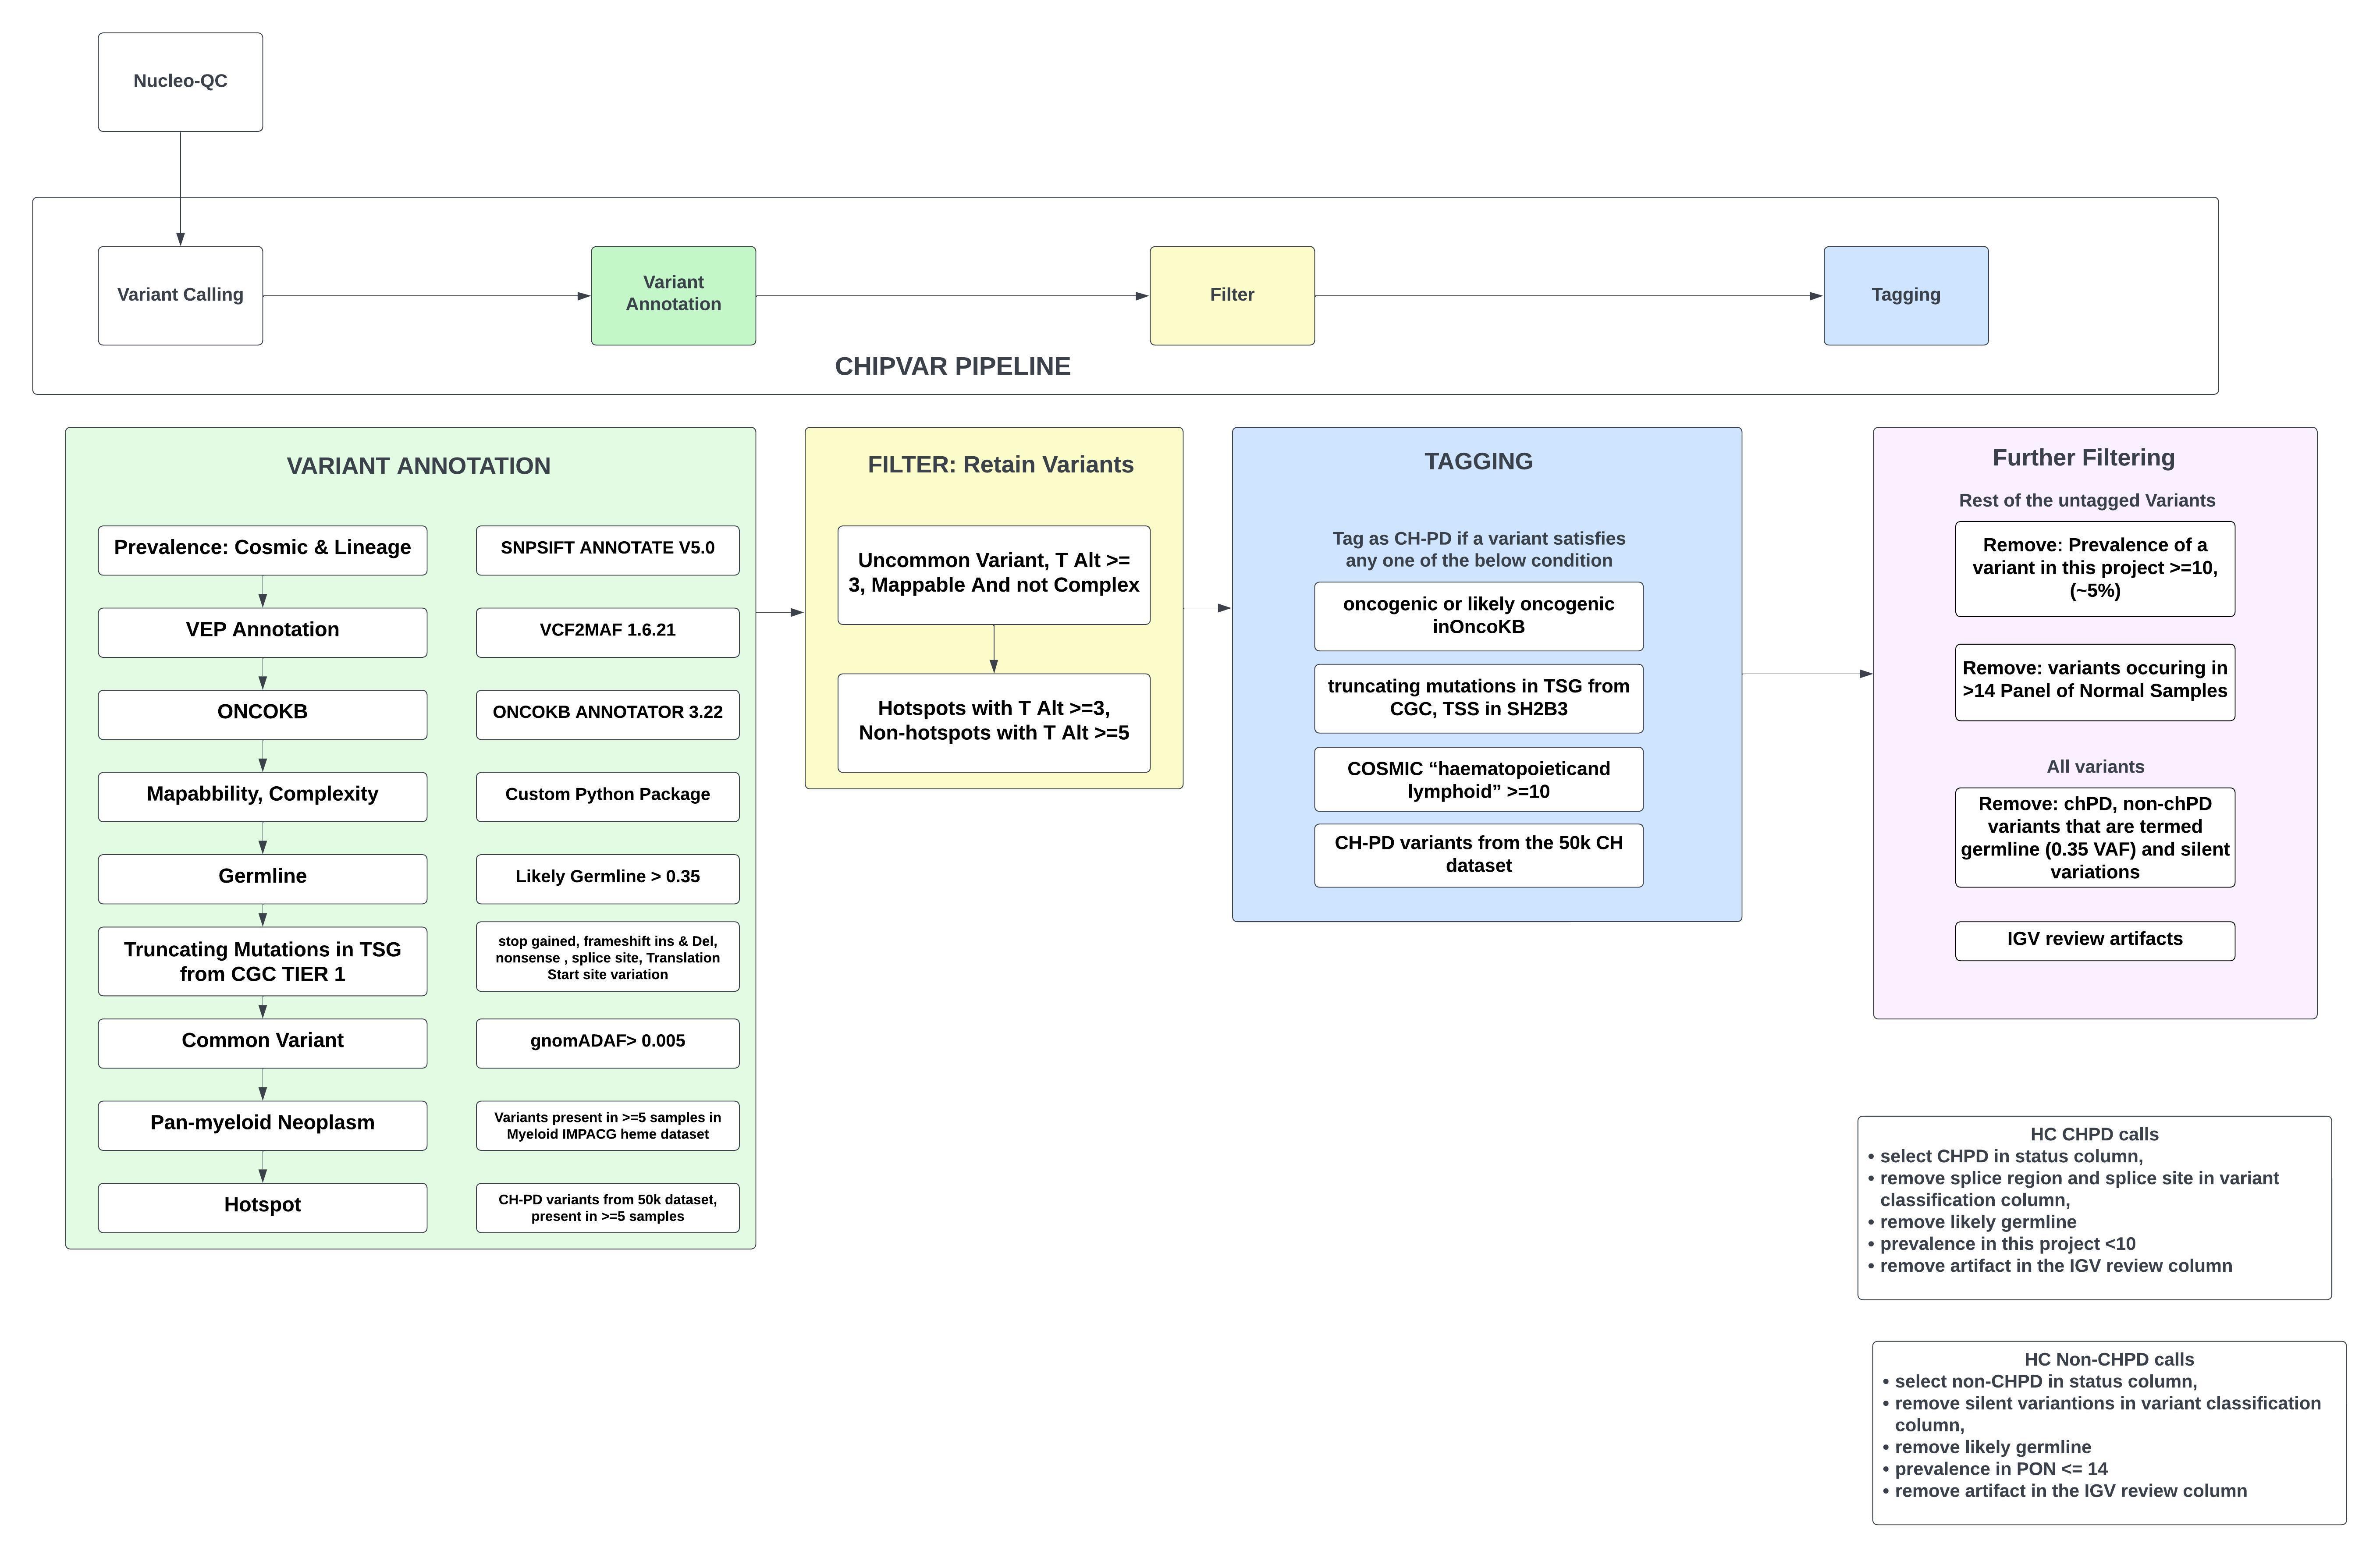 Nucleo-QC
Variant Calling
Variant
Annotation
Filter
Tagging
CHIPVAR PIPELINE
VARIANT ANNOTATION
Prevalence: Cosmic & Lineage
SNPSIFT ANNOTATE V5.0
VEP Annotation
VCF2MAF 1.6.21
ONCOKB
ONCOKB ANNOTATOR 3.22
Mapabbility, Complexity
Custom Python Package
Germline
Likely Germline > 0.35
Truncating Mutations in TSG
from CGC TIER 1
stop gained, frameshift ins & Del,
nonsense , splice site, Translation
Start site variation
Common Variant
gnomADAF> 0.005
Pan-myeloid Neoplasm
Variants present in >=5 samples in
Myeloid IMPACG heme dataset
Hotspot
CH-PD variants from 50k dataset,
present in >=5 samples
FILTER: Retain Variants
Uncommon Variant, T Alt >=
3, Mappable And not Complex
Hotspots with T Alt >=3,
Non-hotspots with T Alt >=5
TAGGING
Tag as CH-PD if a variant satisfies
any one of the below condition
oncogenic or likely oncogenic
inOncoKB
truncating mutations in TSG from
CGC, TSS in SH2B3
COSMIC “haematopoieticand
lymphoid” >=10
CH-PD variants from the 50k CH
dataset
Further Filtering
Rest of the untagged Variants
Remove: Prevalence of a
variant in this project >=10,
(~5%)
Remove: variants occuring in
>14 Panel of Normal Samples
All variants
Remove: chPD, non-chPD
variants that are termed
germline (0.35 VAF) and silent
variations
IGV review artifacts
HC CHPD calls
• select CHPD in status column,
• remove splice region and splice site in variant
classification column,
• remove likely germline
• prevalence in this project <10
• remove artifact in the IGV review column
HC Non-CHPD calls
• select non-CHPD in status column,
• remove silent variantions in variant classification
column,
• remove likely germline
• prevalence in PON <= 14
• remove artifact in the IGV review column